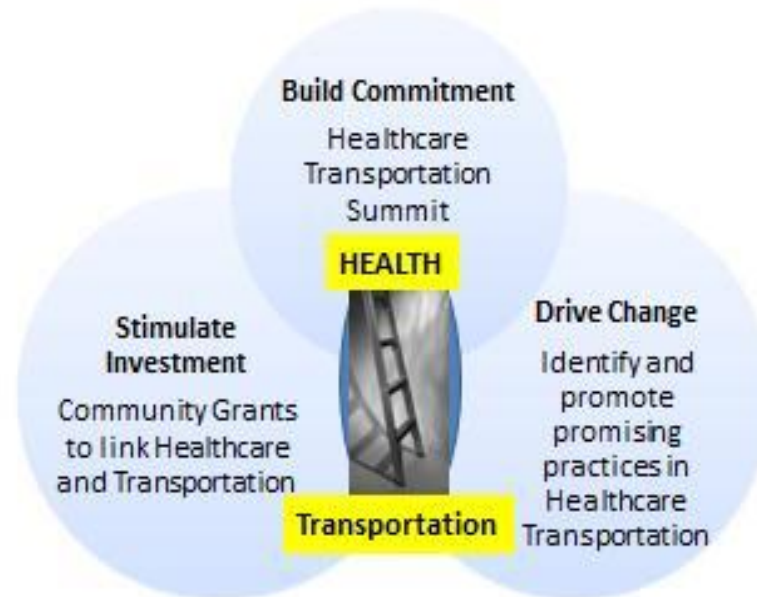 Build Commitment
Healthcare
Transportation
Summit
HEALTH
Stimulate
Investment
Community Grants
to link Healthcare
and Transportation
Drive Change
Identify and
promote
promising
practices in
Healthcare
Transportation
Transportation